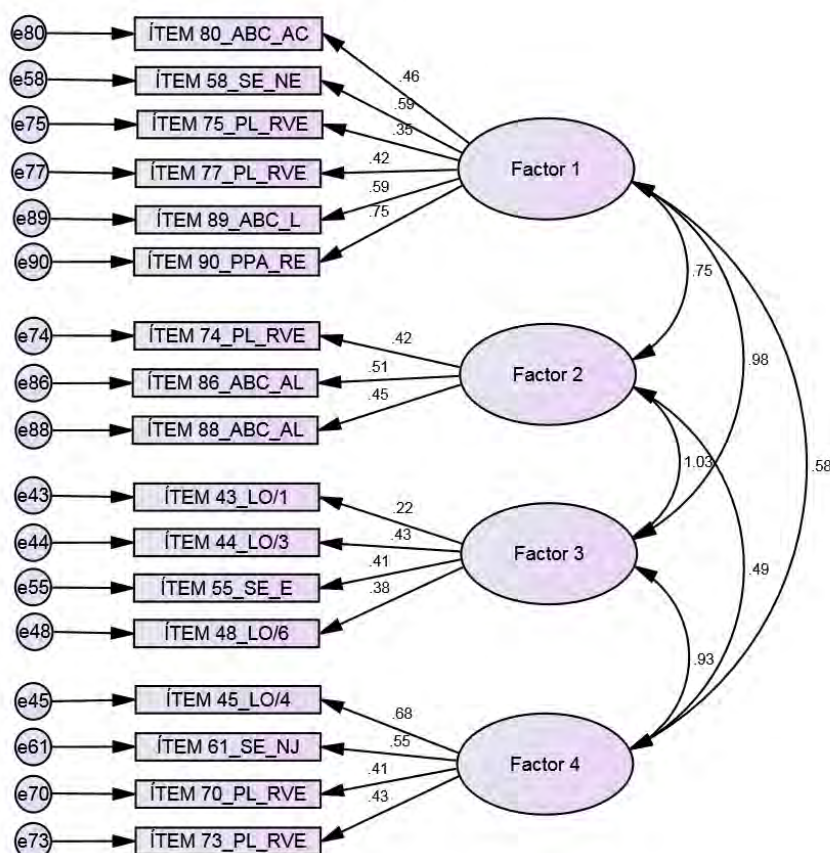 e80
ÍTEM 80_ABC_AC
e58
ÍTEM 58_SE_NE
e75
ÍTEM 75_PL_RVE
e77
ÍTEM 77_PL_RVE
e89
ÍTEM 89_ABC_L
e90
ÍTEM 90_PPA_RE
.46
.59
.35
.42
.59
.75
Factor 1
e74
ÍTEM 74_PL_RVE
e86
ÍTEM 86_ABC_AL
e88
ÍTEM 88_ABC_AL
.42
.51
.45
Factor 2
e43
ÍTEM 43_LO/1
e44
ÍTEM 44_LO/3
e55
ÍTEM 55_SE_E
e48
ÍTEM 48_LO/6
.22
.43
.41
.38
Factor 3
e45
ÍTEM 45_LO/4
e61
ÍTEM 61_SE_NJ
e70
ÍTEM 70_PL_RVE
e73
ÍTEM 73_PL_RVE
.68
.55
.41
.43
Factor 4
.75
.98
1.03
.58
.49
.93